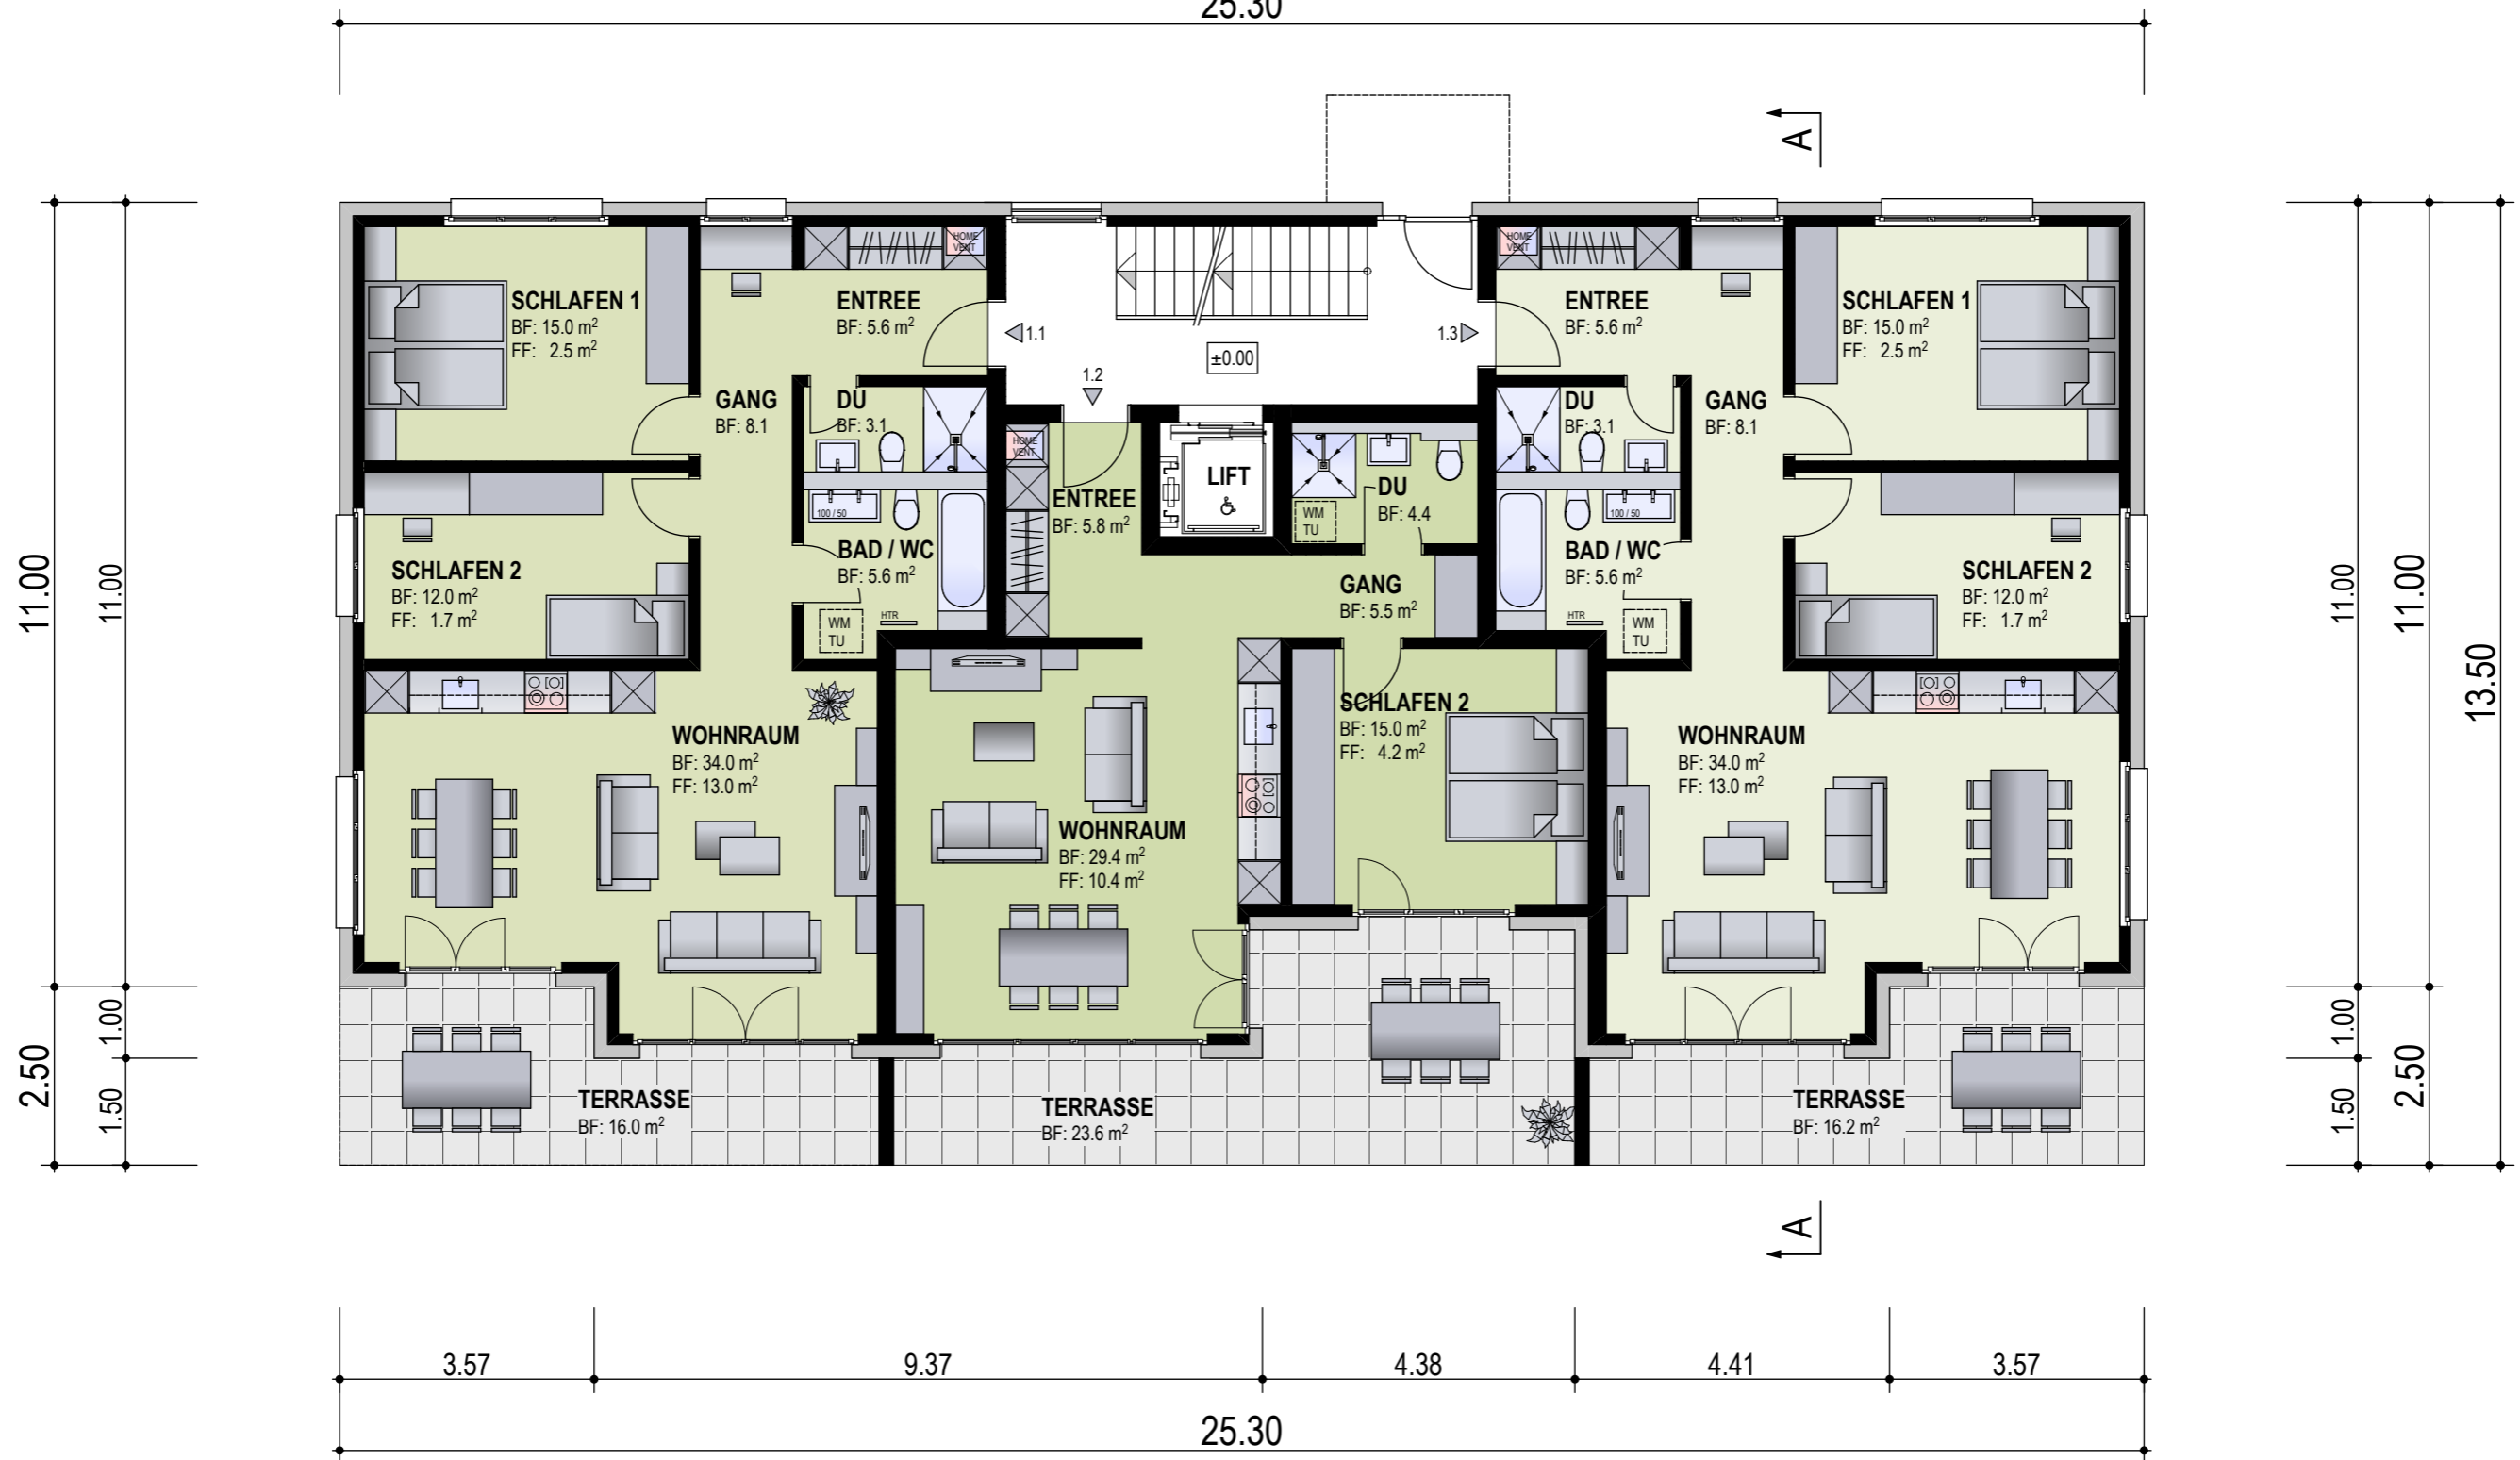 25.30
A
HOME
VENT
HOME
VENT
SCHLAFEN 1
BF: 15.0 m²
FF: 2.5 m²
ENTREE
BF: 5.6 m²
1.1
1.2
±0.00
1.3
ENTREE
BF: 5.6 m²
SCHLAFEN 1
BF: 15.0 m²
FF: 2.5 m²
GANG
BF: 8.1
DU
BF: 3.1
DU
BF: 3.1
GANG
BF: 8.1
HOME
VENT
ENTREE
BF: 5.8 m²
LIFT
DU
BF: 4.4
WM
TU
100 / 50
100 / 50
SCHLAFEN 2
BF: 12.0 m²
FF: 1.7 m²
BAD / WC
BF: 5.6 m²
HTR
WM
TU
GANG
BF: 5.5 m²
BAD / WC
BF: 5.6 m²
HTR
WM
TU
SCHLAFEN 2
BF: 12.0 m²
FF: 1.7 m²
11.00
11.00
11.00
11.00
13.50
WOHNRAUM
BF: 34.0 m²
FF: 13.0 m²
WOHNRAUM
BF: 29.4 m²
FF: 10.4 m²
SCHLAFEN 2
BF: 15.0 m²
FF: 4.2 m²
WOHNRAUM
BF: 34.0 m²
FF: 13.0 m²
2.50
1.00
1.50
1.00
1.50
2.50
TERRASSE
BF: 16.0 m²
TERRASSE
BF: 23.6 m²
TERRASSE
BF: 16.2 m²
A
3.57
9.37
4.38
4.41
3.57
25.30